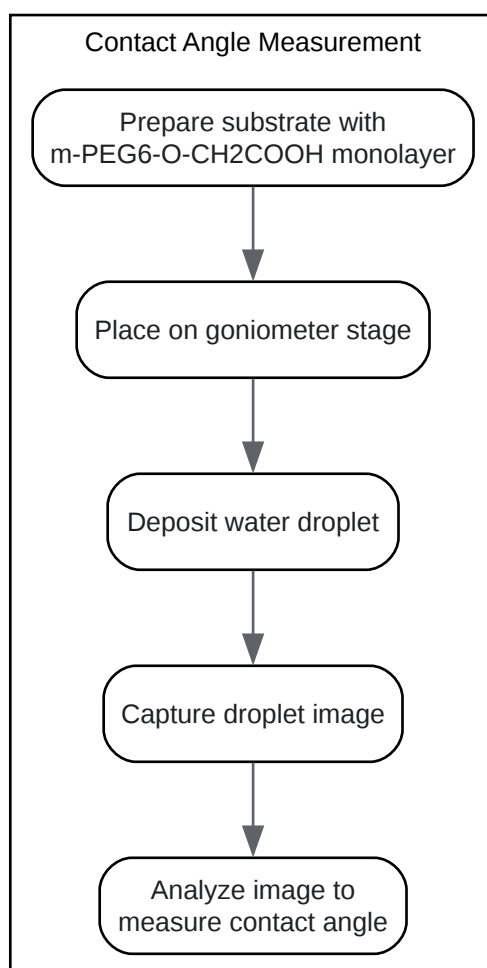 Contact Angle Measurement
Prepare substrate with
m-PEG6-O-CH2COOH monolayer
Place on goniometer stage
Deposit water droplet
Capture droplet image
Analyze image to
measure contact angle